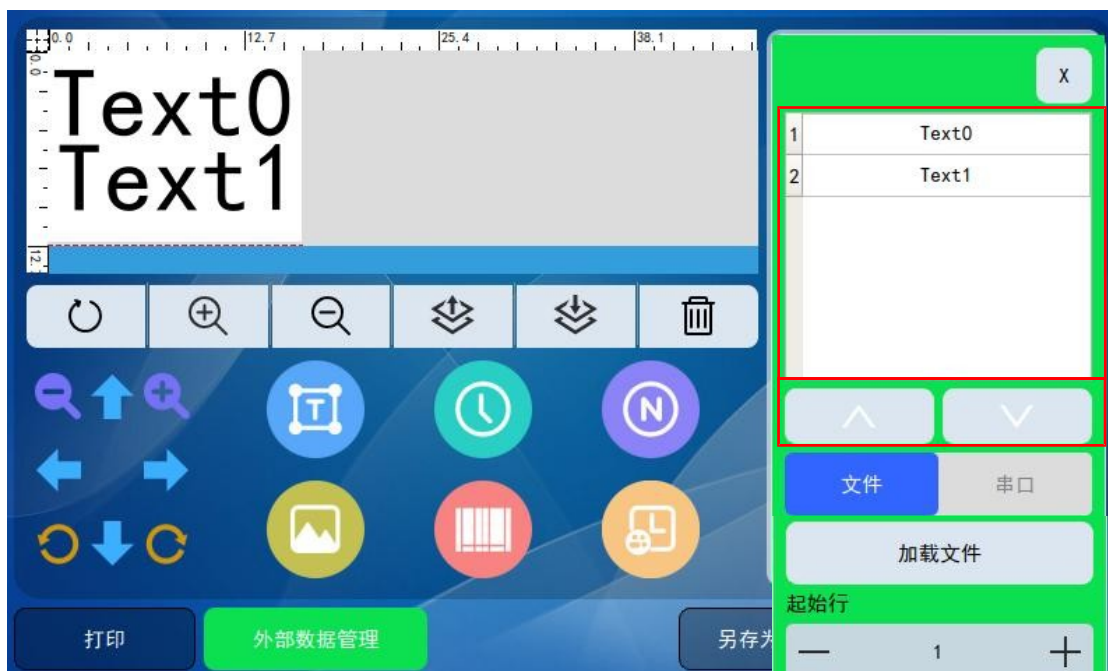 0.0 12.7 25.4 38.1
0.0
Text0
Text1
12.
X
1 Text0
2 Text1
T
N
文件 串口
加载文件
起始行
打印 外部数据管理 另存为
— 1 +